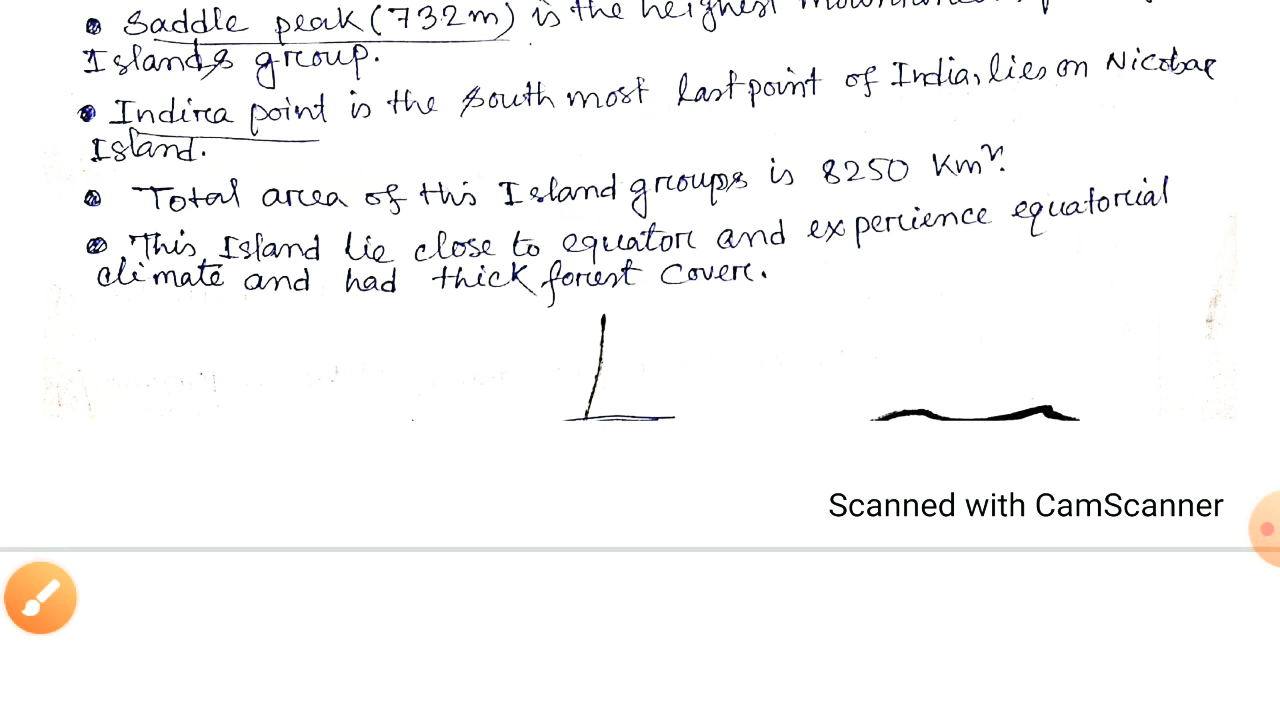 Saddle peak (732m) is the heighest
Islands group.
Indira point is the southmost last point of India, lies on Nicobar
Island.
Total area of this Island groups is 8250 Km².
This Island lie close to equator and experience equatorial
climate and had thick forest cover.
Scanned with CamScanner